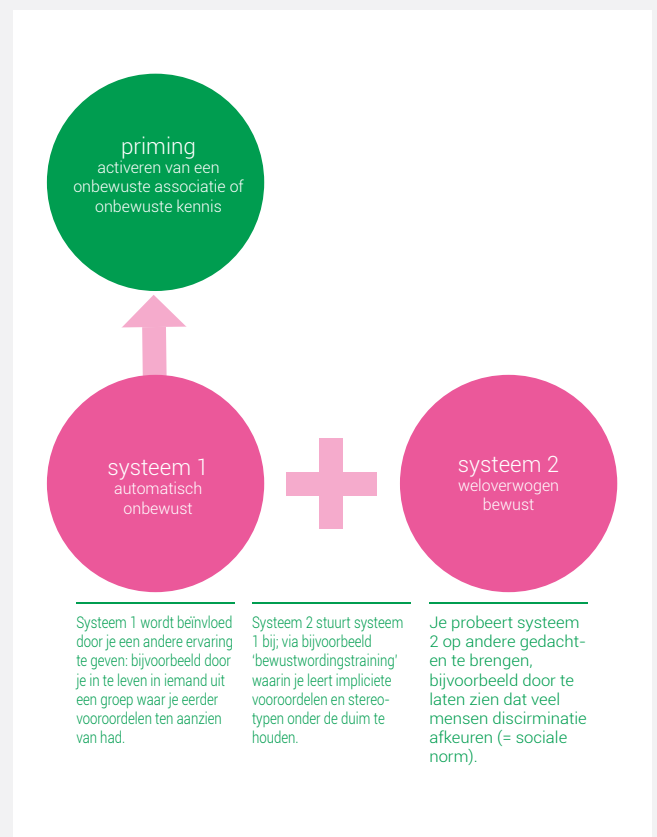 priming
activeren van een
onbewuste associatie of
onbewuste kennis
systeem 1
automatisch
onbewust
systeem 2
weloverwogen
bewust
Systeem 1 wordt beïnvloed
door je een andere ervaring
te geven: bijvoorbeeld door
je in te leven in iemand uit
een groep waar je eerder
vooroordelen ten aanzien
van had.
Systeem 2 stuurt systeem
1 bij; via bijvoorbeeld
‘bewustwordingstraining’
waarin je leert impliciete
vooroordelen en stereo-
typen onder de duim te
houden.
Je probeert systeem
2 op andere gedacht-
en te brengen,
bijvoorbeeld door te
laten zien dat veel
mensen discirminatie
afkeuren (= sociale
norm).